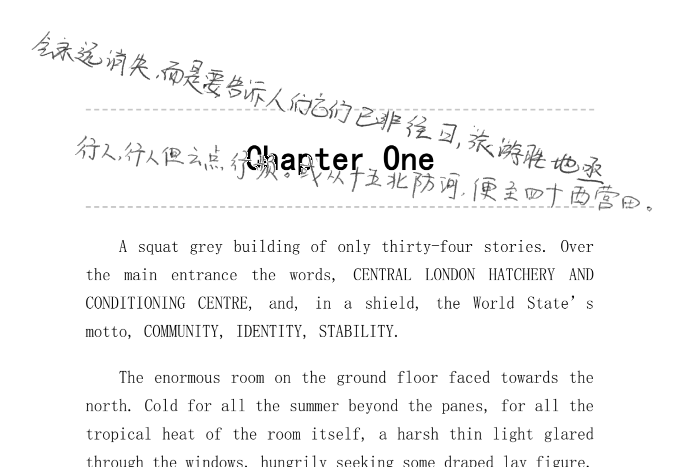 会永远消失,而是要告诉人们它们已非往日,旅游胜地丞
行人,行人但云点行频。或从十五北防河,便至四十西营田。
Chapter One
A squat grey building of only thirty-four stories. Over
the main entrance the words, CENTRAL LONDON HATCHERY AND
CONDITIONING CENTRE, and, in a shield, the World State’s
motto, COMMUNITY, IDENTITY, STABILITY.
The enormous room on the ground floor faced towards the
north. Cold for all the summer beyond the panes, for all the
tropical heat of the room itself, a harsh thin light glared
through the windows, hungrily seeking some draped lay figure,